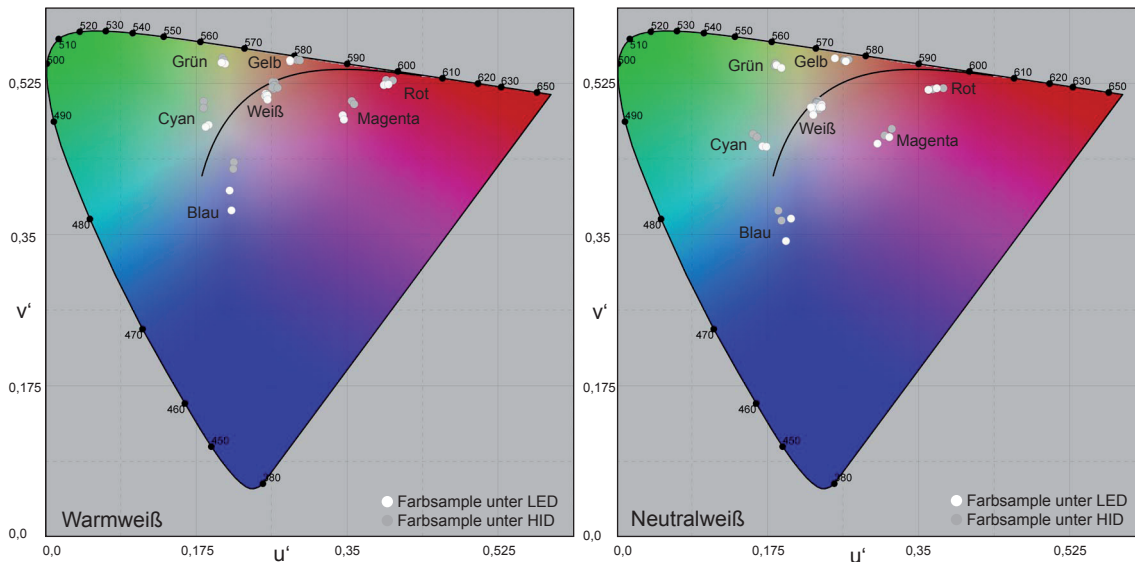 520 530 540 550 560 570 580 590 600 610 620 630 650
510
500
490
480
470
460
450
380
Grün
Gelb
Rot
Cyan
Weiß
Magenta
Blau
0,525
0,35
v‘
0,175
0,0
Warmweiß
Farbsample unter LED
Farbsample unter HID
0,0 0,175 u‘ 0,35 0,525
520 530 540 550 560 570 580 590 600 610 620 630 650
510
500
490
480
470
460
450
380
Grün
Gelb
Rot
Weiß
Cyan
Magenta
Blau
0,525
0,35
v‘
0,175
0,0
Neutralweiß
Farbsample unter LED
Farbsample unter HID
0,0 0,175 u‘ 0,35 0,525